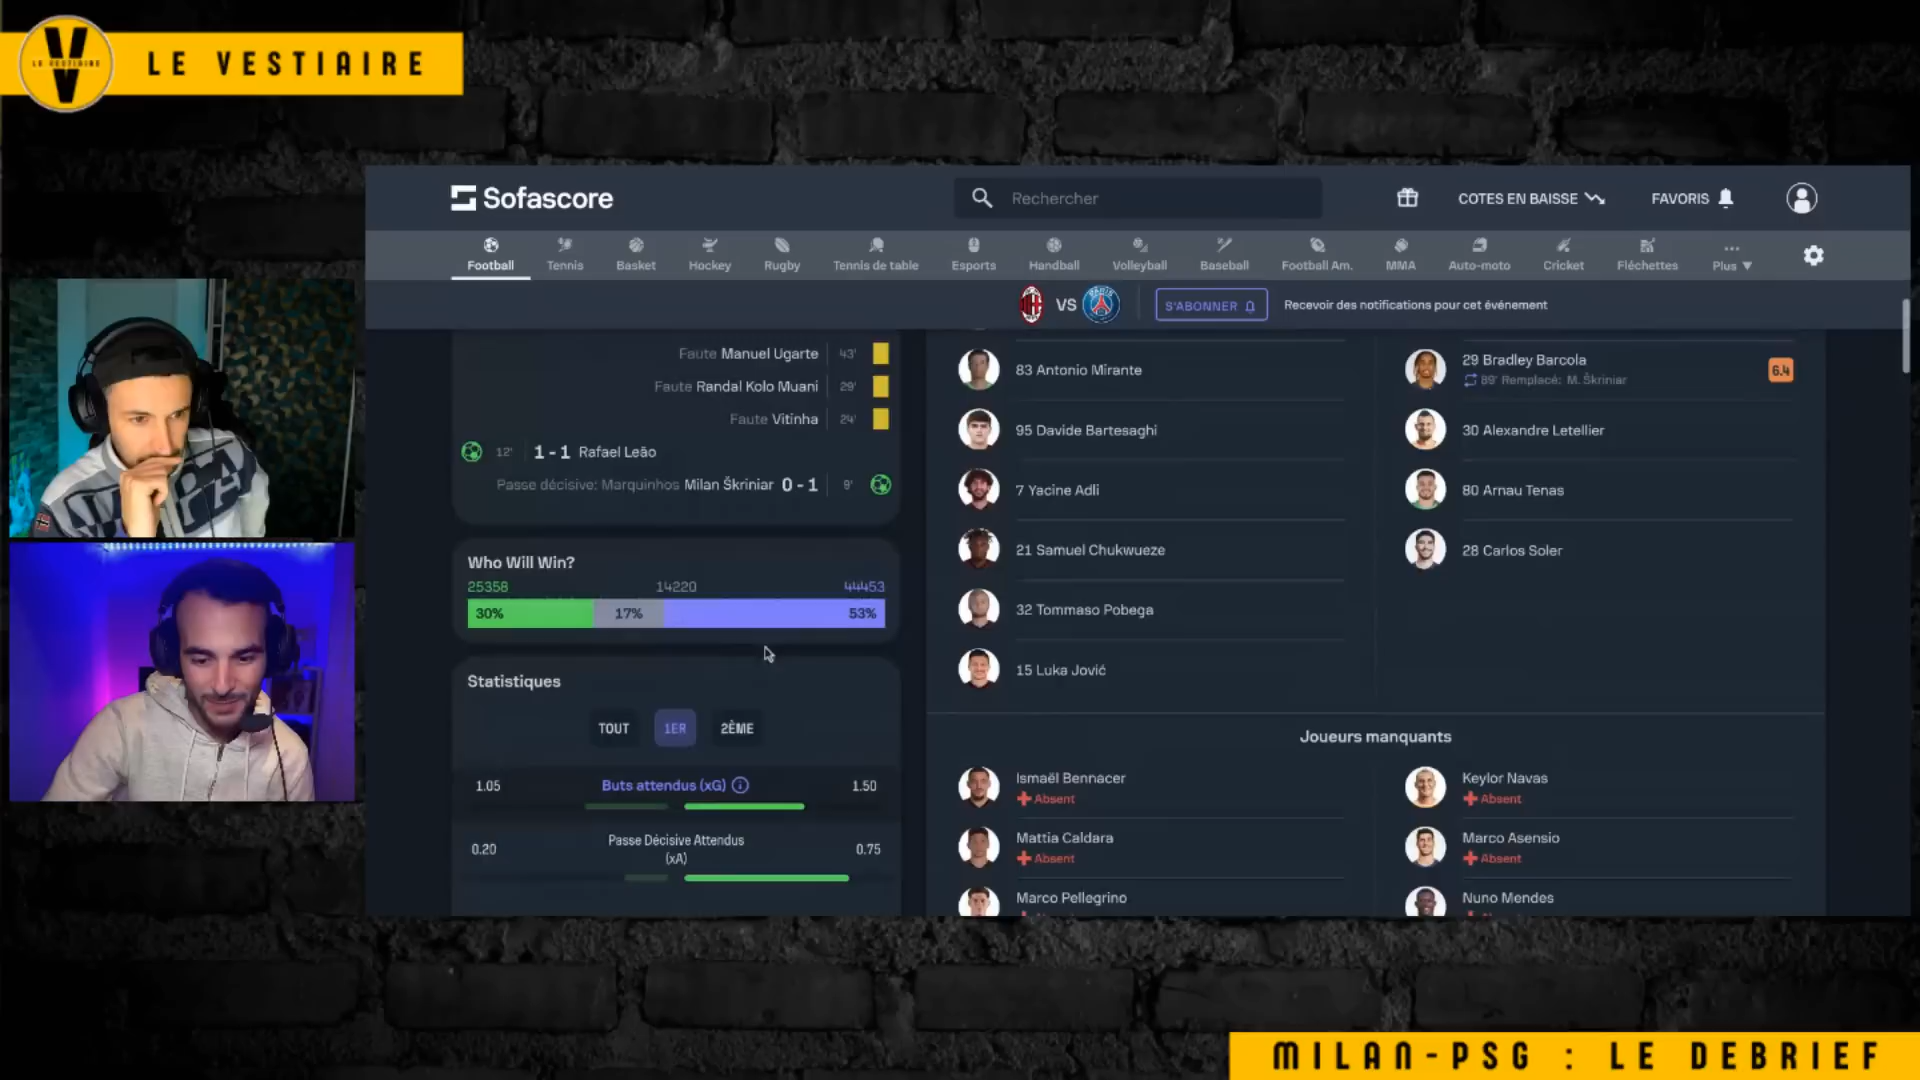 LE VESTIAIRE
LE VESTIAIRE
Sofascore
Rechercher
COTES EN BAISSE
FAVORIS
Football
Tennis
Basket
Hockey
Rugby
Tennis de table
Esports
Handball
Volleyball
Baseball
Football Am.
MMA
Auto-moto
Cricket
Fléchettes
Plus ▼
VS
S'ABONNER
Recevoir des notifications pour cet événement
Faute Manuel Ugarte 43'
Faute Randal Kolo Muani 29'
Faute Vitinha 24'
12' 1 - 1 Rafael Leão
Passe décisive: Marquinhos Milan Škriniar 0 - 1 9'
Who Will Win?
25358 14220 44453
30% 17% 53%
Statistiques
TOUT 1ER 2ÈME
1.05 Buts attendus (xG) 1.50
0.20 Passe Décisive Attendus (xA) 0.75
83 Antonio Mirante
95 Davide Bartesaghi
7 Yacine Adli
21 Samuel Chukwueze
32 Tommaso Pobega
15 Luka Jović
29 Bradley Barcola
89' Remplacé: M. Škriniar
6.4
30 Alexandre Letellier
80 Arnau Tenas
28 Carlos Soler
Joueurs manquants
Ismaël Bennacer
Absent
Mattia Caldara
Absent
Marco Pellegrino
Keylor Navas
Absent
Marco Asensio
Absent
Nuno Mendes
MILAN-PSG : LE DEBRIEF